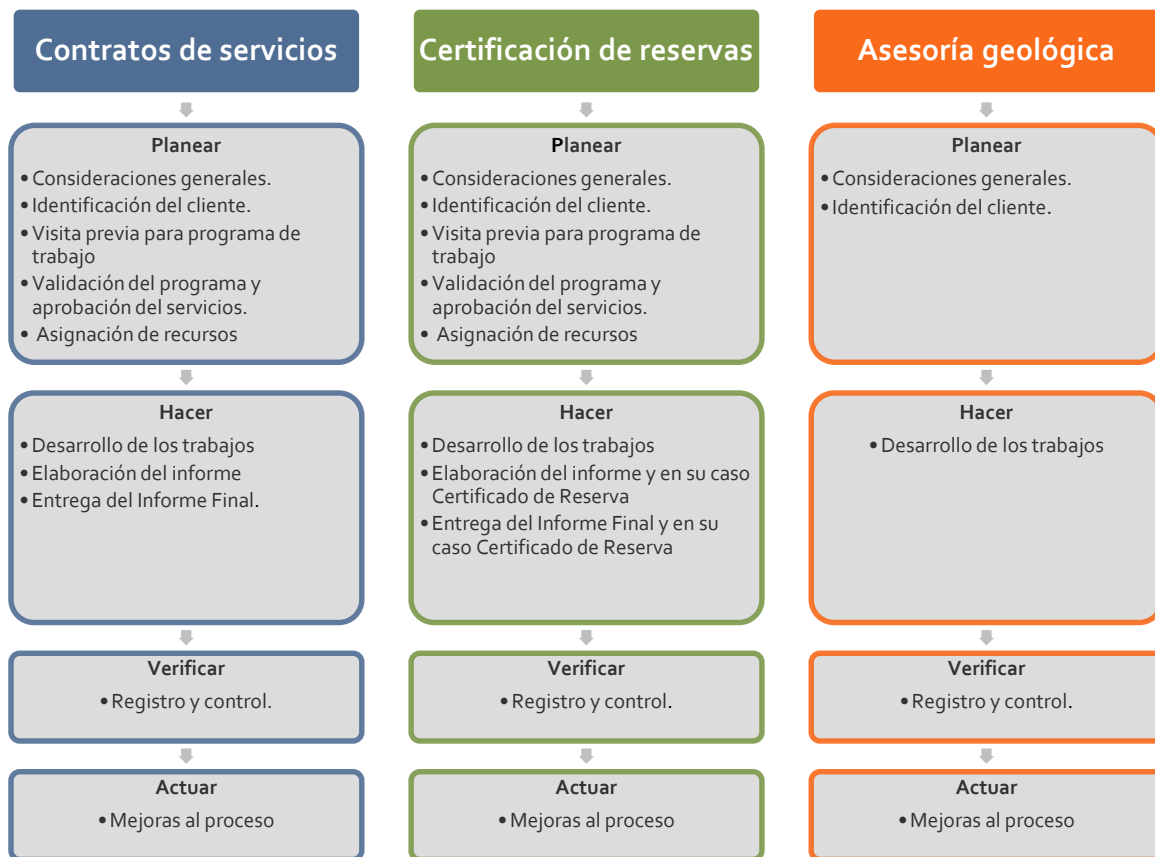 Contratos de servicios
Planear
• Consideraciones generales.
• Identificación del cliente.
• Visita previa para programa de
trabajo
• Validación del programa y
aprobación del servicios.
• Asignación de recursos
Hacer
• Desarrollo de los trabajos
• Elaboración del informe
• Entrega del Informe Final.
Verificar
• Registro y control.
Actuar
• Mejoras al proceso
Certificación de reservas
Planear
• Consideraciones generales.
• Identificación del cliente.
• Visita previa para programa de
trabajo
• Validación del programa y
aprobación del servicios.
• Asignación de recursos
Hacer
• Desarrollo de los trabajos
• Elaboración del informe y en su caso
Certificado de Reserva
• Entrega del Informe Final y en su
caso Certificado de Reserva
Verificar
• Registro y control.
Actuar
• Mejoras al proceso
Asesoría geológica
Planear
• Consideraciones generales.
• Identificación del cliente.
Hacer
• Desarrollo de los trabajos
Verificar
• Registro y control.
Actuar
• Mejoras al proceso